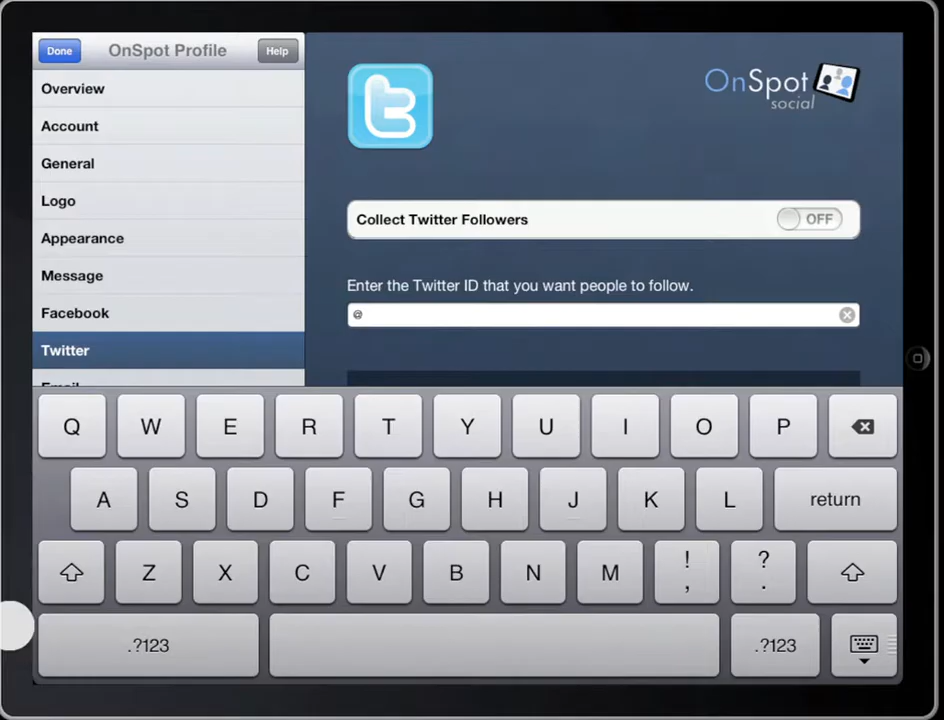 Done
OnSpot Profile
Help
Overview
Account
General
Logo
Appearance
Message
Facebook
Twitter
Email
OnSpot
social
Collect Twitter Followers
OFF
Enter the Twitter ID that you want people to follow.
@
Q W E R T Y U I O P
A S D F G H J K L return
Z X C V B N M ! , ? .
.?123 .?123